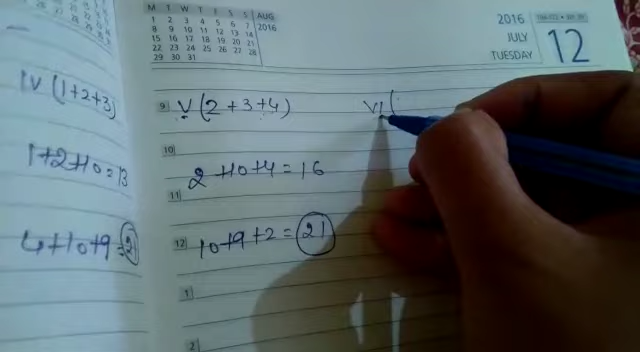 M T W T F S S AUG
1 2 3 4 5 6 7 2016
8 9 10 11 12 13 14
15 16 17 18 19 20 21
22 23 24 25 26 27 28
29 30 31
2016
JULY
TUESDAY
12
IV (1+2+3)
1+2+10=13
4+10+9=21
9 V (2+3+4) VI (
10
2+10+4=16
11
12 10+9+2=21
1
2